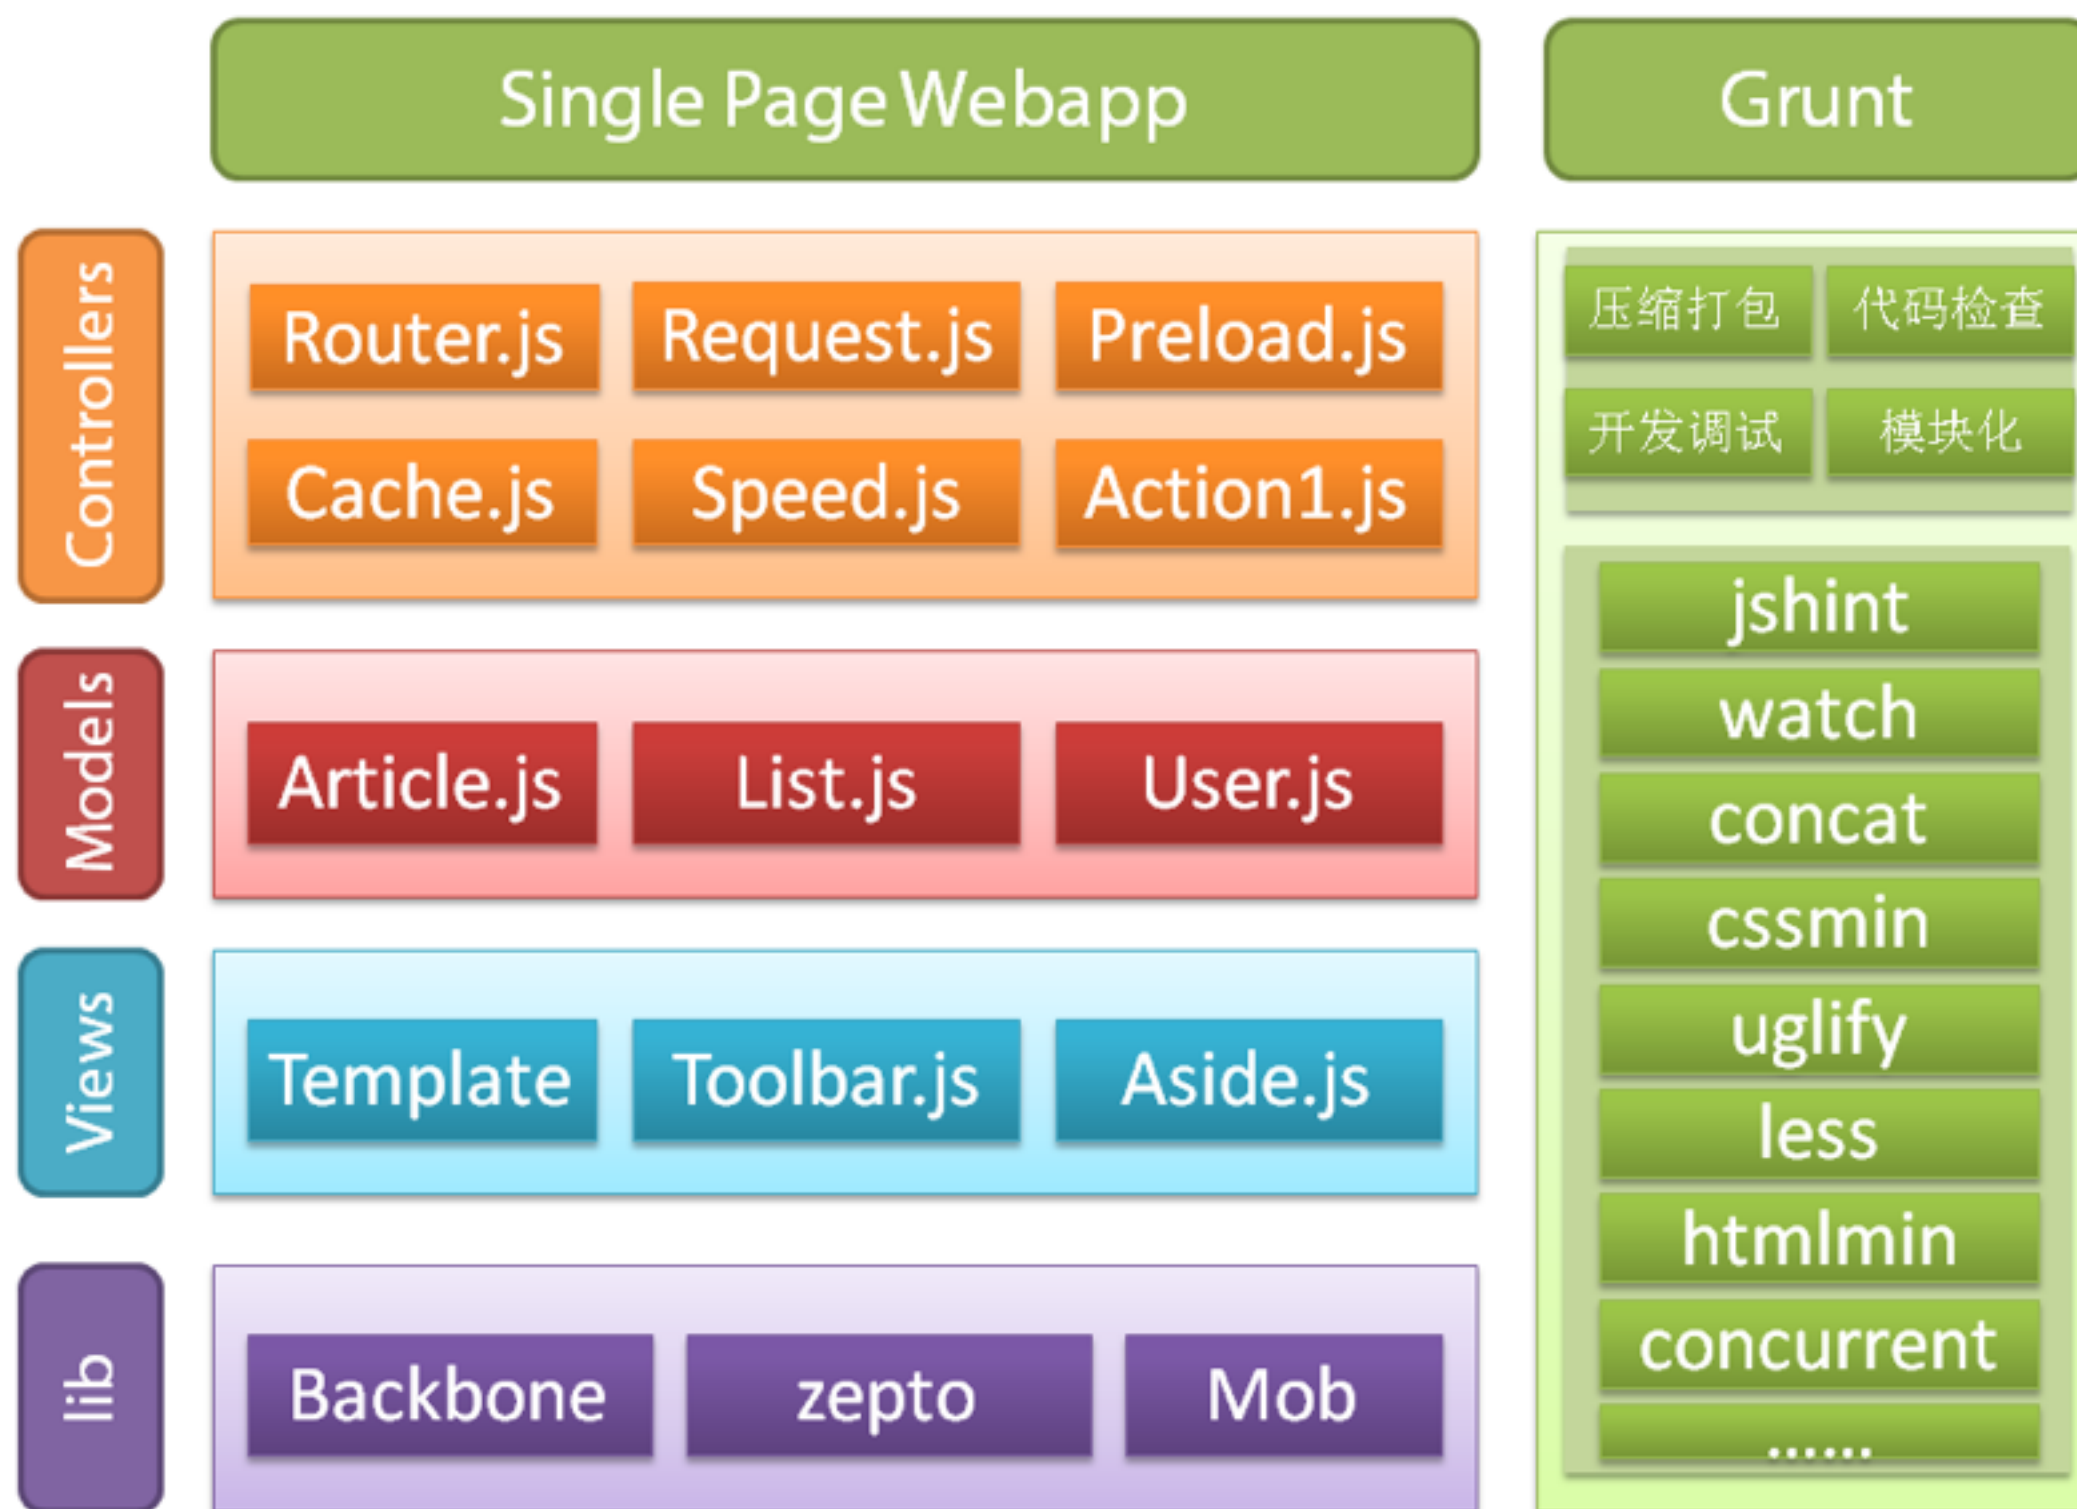 Single Page Webapp
Grunt
Controllers
Router.js
Request.js
Preload.js
Cache.js
Speed.js
Action1.js
Models
Article.js
List.js
User.js
Views
Template
Toolbar.js
Aside.js
lib
Backbone
zepto
Mob
压缩打包
代码检查
开发调试
模块化
jshint
watch
concat
cssmin
uglify
less
htmlmin
concurrent
......